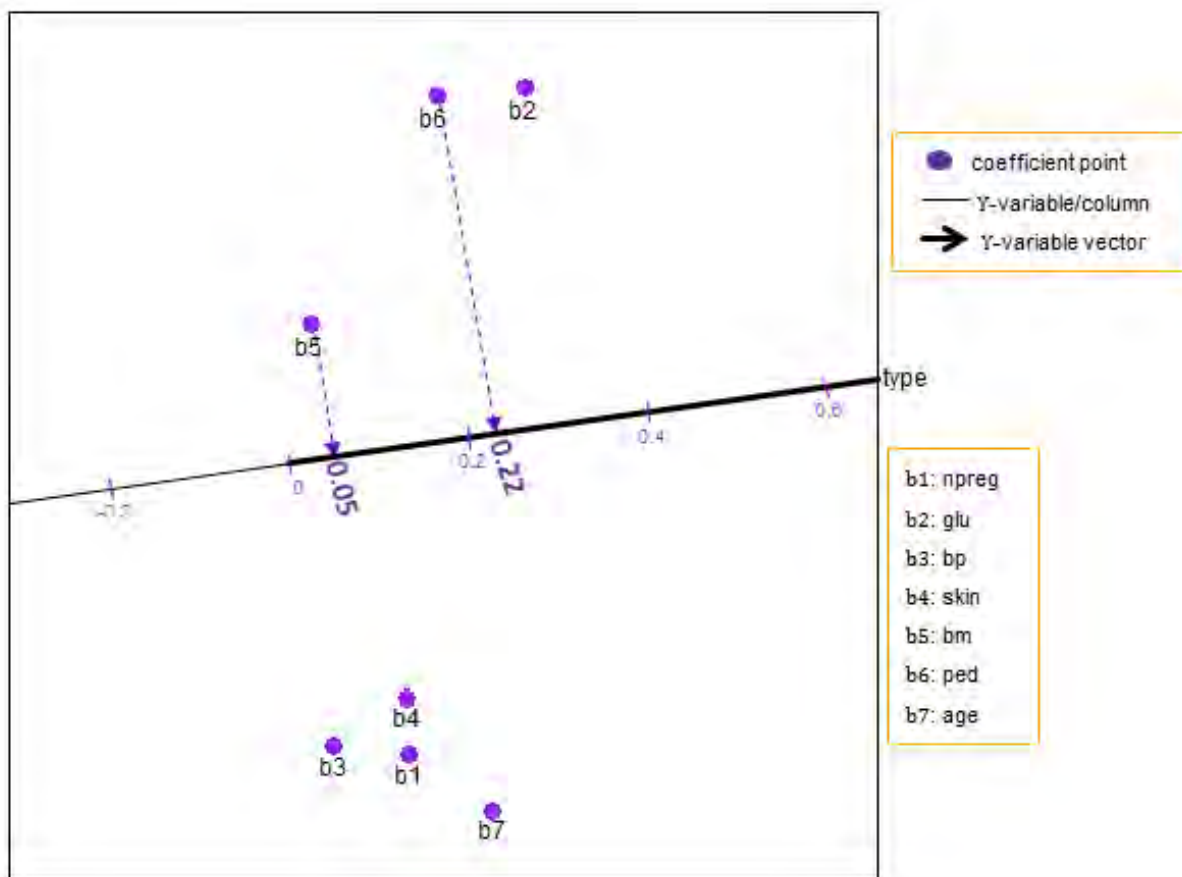 b6
b2
coefficient point
Y-variable/column
Y-variable vector
b5
type
0.6
0.4
0.2
0
0.22
0.05
b1: npreg
b2: glu
b3: bp
b4: skin
b5: bm
b6: ped
b7: age
b4
b3
b1
b7